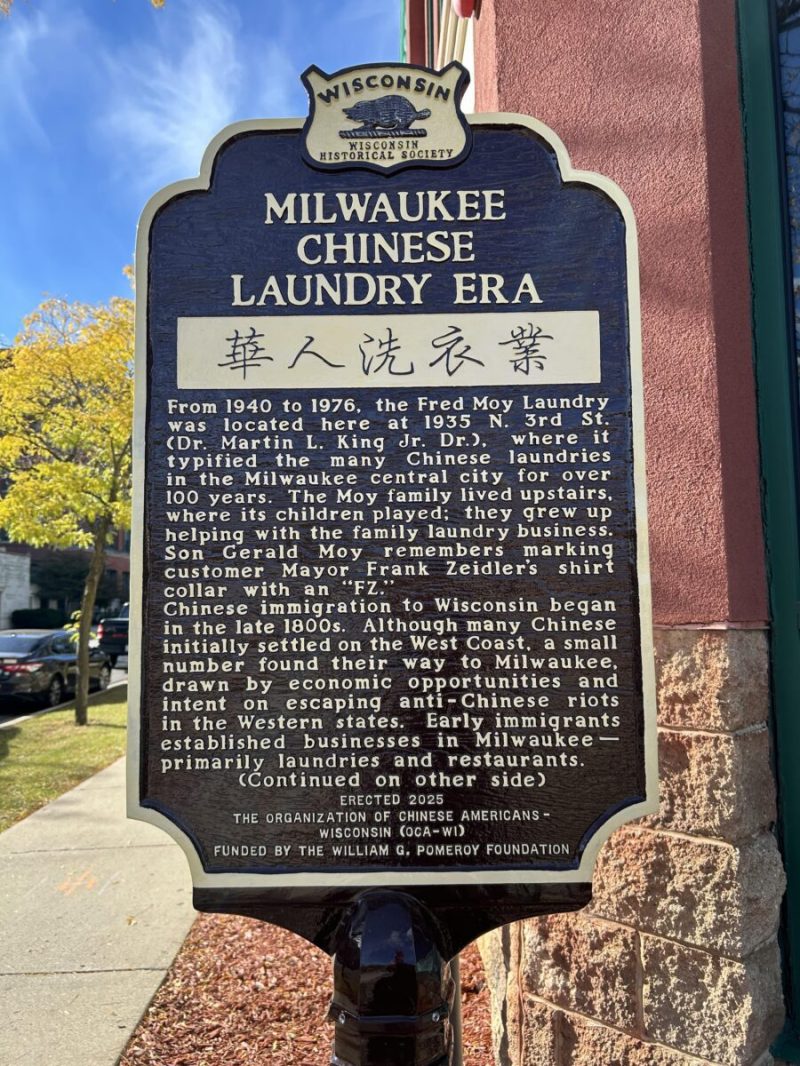 WISCONSIN
WISCONSIN
HISTORICAL SOCIETY
MILWAUKEE
CHINESE
LAUNDRY ERA
華人洗衣業
From 1940 to 1976, the Fred Moy Laundry
was located here at 1935 N. 3rd St.
(Dr. Martin L. King Jr. Dr.), where it
typified the many Chinese laundries
in the Milwaukee central city for over
100 years. The Moy family lived upstairs,
where its children played; they grew up
helping with the family laundry business.
Son Gerald Moy remembers marking
customer Mayor Frank Zeidler's shirt
collar with an "FZ."
Chinese immigration to Wisconsin began
in the late 1800s. Although many Chinese
initially settled on the West Coast, a small
number found their way to Milwaukee,
drawn by economic opportunities and
intent on escaping anti-Chinese riots
in the Western states. Early immigrants
established businesses in Milwaukee—
primarily laundries and restaurants.
(Continued on other side)
ERECTED 2025
THE ORGANIZATION OF CHINESE AMERICANS-
WISCONSIN (OCA-WI)
FUNDED BY THE WILLIAM G. POMEROY FOUNDATION